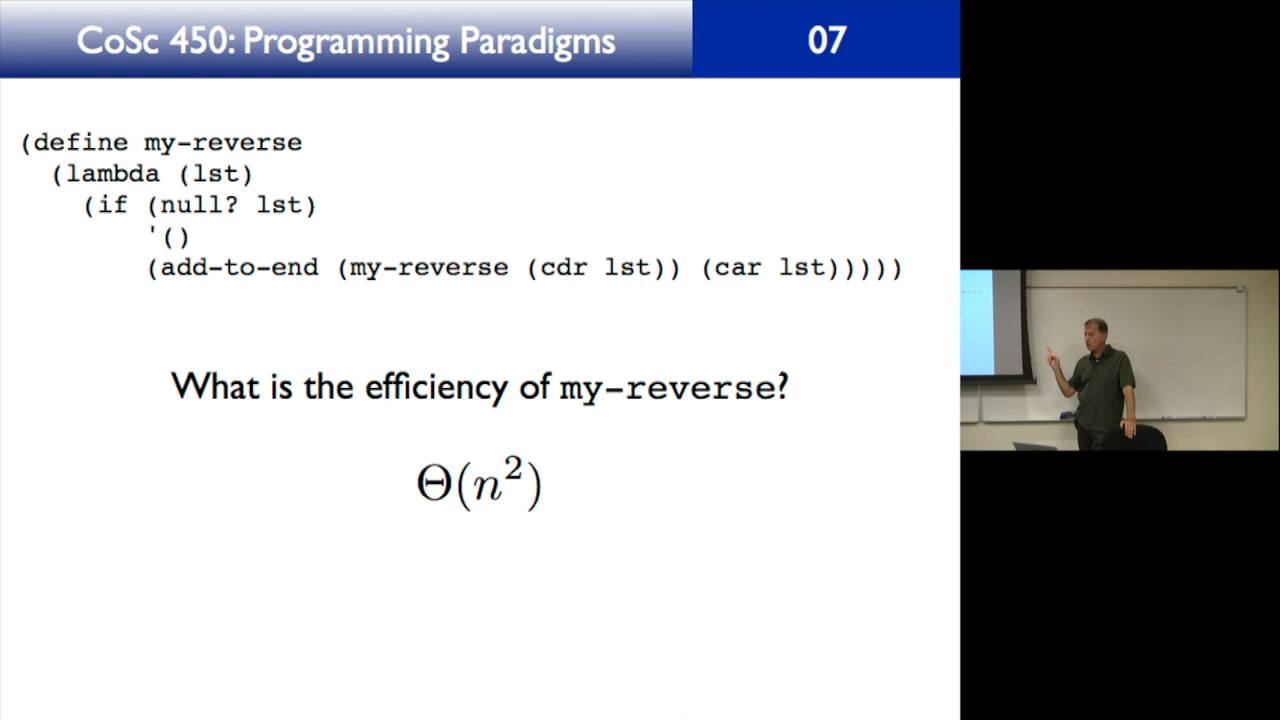 CoSc 450: Programming Paradigms
07
(define my-reverse
(lambda (lst)
(if (null? lst)
'()
(add-to-end (my-reverse (cdr lst)) (car lst)))))
What is the efficiency of my-reverse?
Θ(n²)